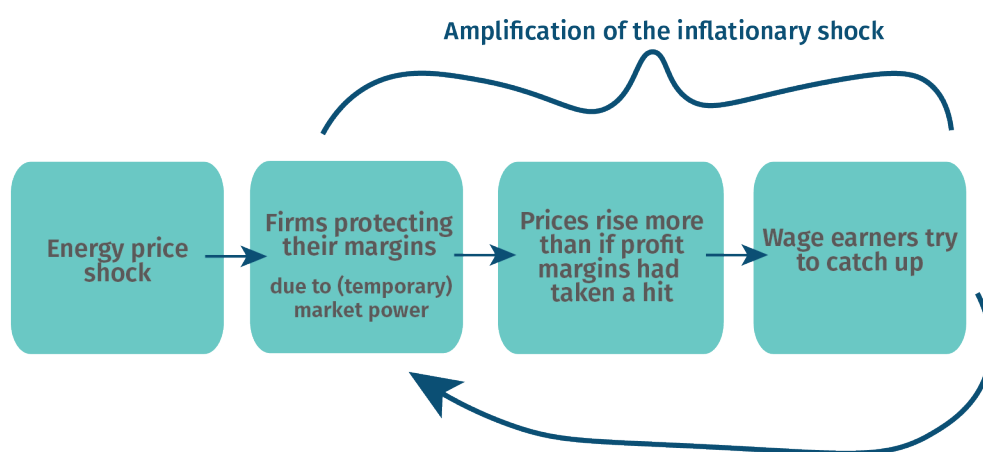 Amplification of the inflationary shock
Energy price
shock
Firms protecting
their margins
due to (temporary)
market power
Prices rise more
than if profit
margins had
taken a hit
Wage earners try
to catch up